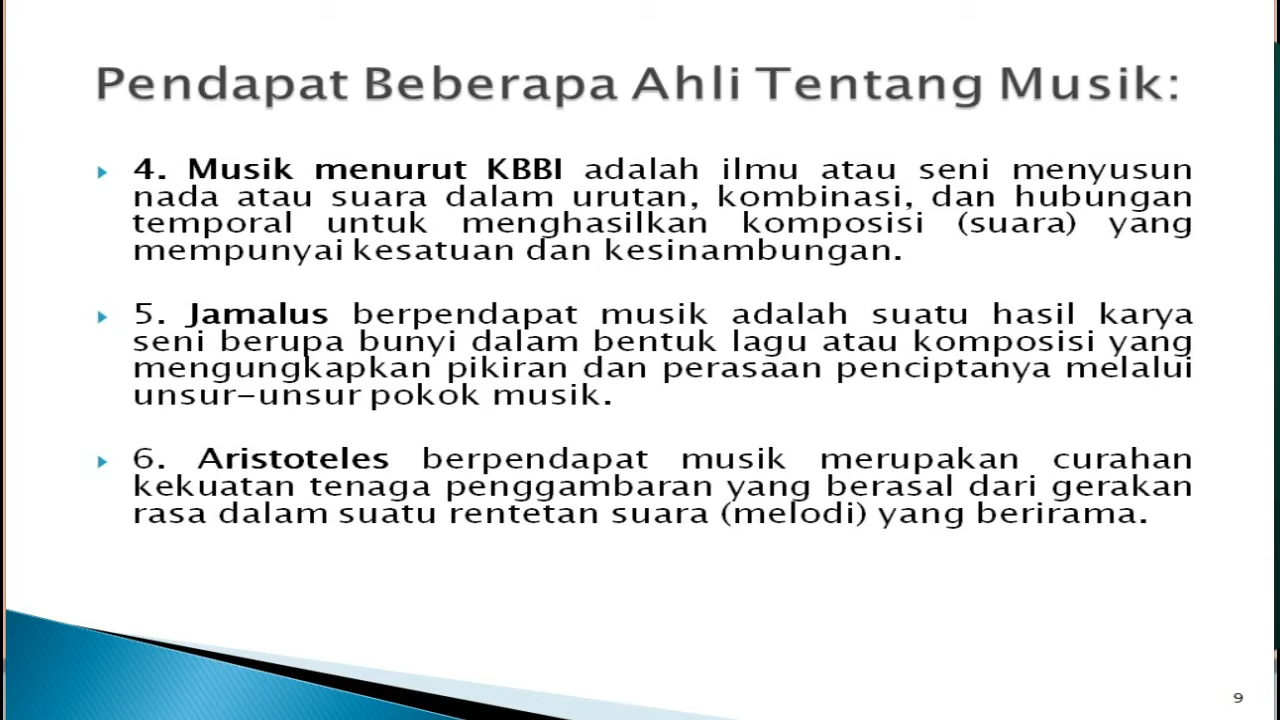 Pendapat Beberapa Ahli Tentang Musik:
4. Musik menurut KBBI adalah ilmu atau seni menyusun
nada atau suara dalam urutan, kombinasi, dan hubungan
temporal untuk menghasilkan komposisi (suara) yang
mempunyai kesatuan dan kesinambungan.
5. Jamalus berpendapat musik adalah suatu hasil karya
seni berupa bunyi dalam bentuk lagu atau komposisi yang
mengungkapkan pikiran dan perasaan penciptanya melalui
unsur-unsur pokok musik.
6. Aristoteles berpendapat musik merupakan curahan
kekuatan tenaga penggambaran yang berasal dari gerakan
rasa dalam suatu rentetan suara (melodi) yang berirama.
9